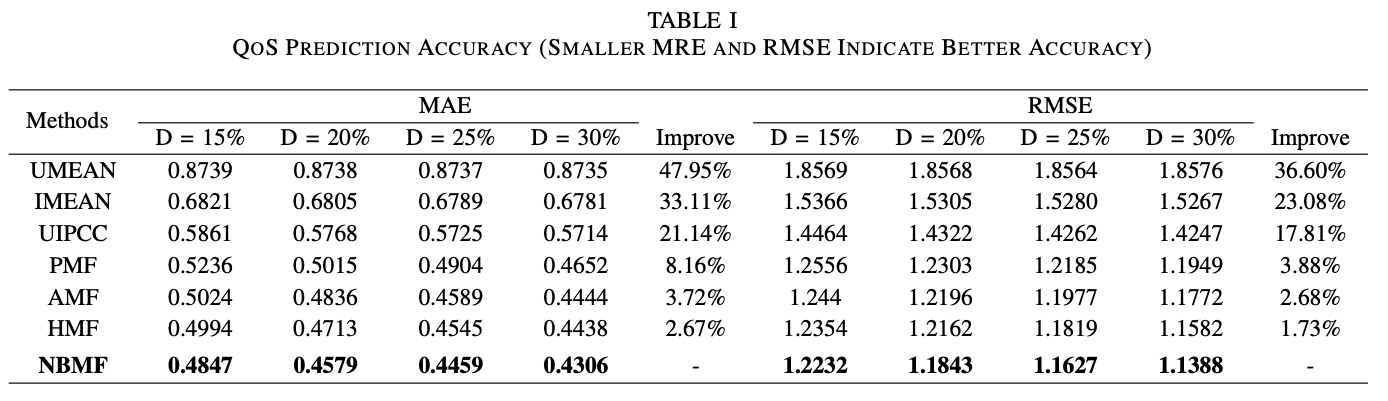 TABLE I
QOS PREDICTION ACCURACY (SMALLER MRE AND RMSE INDICATE BETTER ACCURACY)
Methods MAE RMSE
D = 15% D = 20% D = 25% D = 30% Improve D = 15% D = 20% D = 25% D = 30% Improve
UMEAN 0.8739 0.8738 0.8737 0.8735 47.95% 1.8569 1.8568 1.8564 1.8576 36.60%
IMEAN 0.6821 0.6805 0.6789 0.6781 33.11% 1.5366 1.5305 1.5280 1.5267 23.08%
UIPCC 0.5861 0.5768 0.5725 0.5714 21.14% 1.4464 1.4322 1.4262 1.4247 17.81%
PMF 0.5236 0.5015 0.4904 0.4652 8.16% 1.2556 1.2303 1.2185 1.1949 3.88%
AMF 0.5024 0.4836 0.4589 0.4444 3.72% 1.244 1.2196 1.1977 1.1772 2.68%
HMF 0.4994 0.4713 0.4545 0.4438 2.67% 1.2354 1.2162 1.1819 1.1582 1.73%
NBMF 0.4847 0.4579 0.4459 0.4306 - 1.2232 1.1843 1.1627 1.1388 -